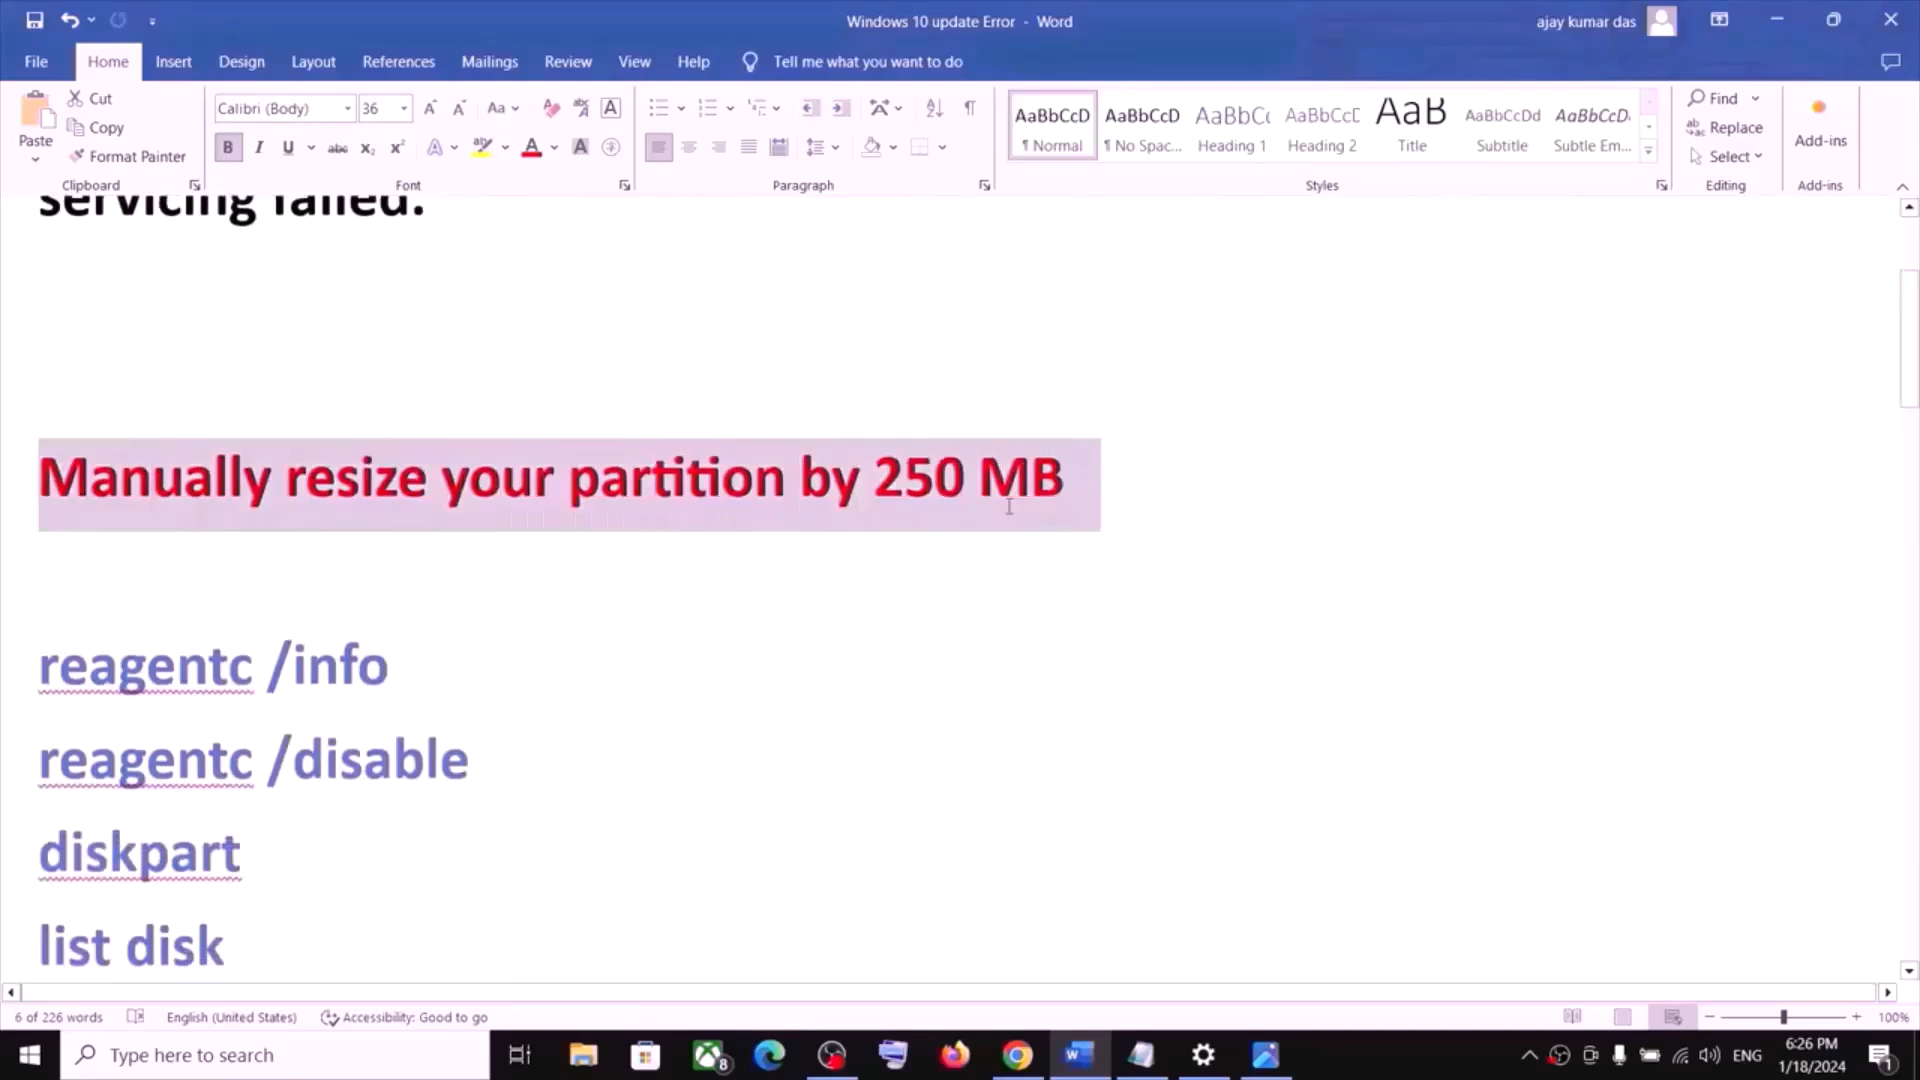 Windows 10 update Error - Word
ajay kumar das
File Home Insert Design Layout References Mailings Review View Help Tell me what you want to do
Paste
Cut
Copy
Format Painter
Clipboard
Calibri (Body) 36
Font
Paragraph
AaBbCcD AaBbCcD AaBbCc AaBbCcD AaB AaBbCcDd AaBbCcD.
¶ Normal ¶ No Spac... Heading 1 Heading 2 Title Subtitle Subtle Em...
Styles
Find
Replace
Select
Editing
Add-ins
Add-ins
servicing failed.
Manually resize your partition by 250 MB
reagentc /info
reagentc /disable
diskpart
list disk
6 of 226 words English (United States) Accessibility: Good to go 100%
Type here to search
8
ENG
6:26 PM
1/18/2024
1